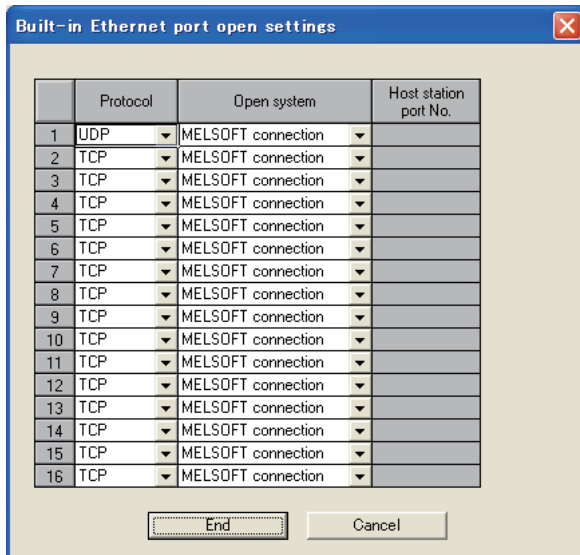 Built-in Ethernet port open settings
Protocol Open system Host station port No.
1 UDP MELSOFT connection
2 TCP MELSOFT connection
3 TCP MELSOFT connection
4 TCP MELSOFT connection
5 TCP MELSOFT connection
6 TCP MELSOFT connection
7 TCP MELSOFT connection
8 TCP MELSOFT connection
9 TCP MELSOFT connection
10 TCP MELSOFT connection
11 TCP MELSOFT connection
12 TCP MELSOFT connection
13 TCP MELSOFT connection
14 TCP MELSOFT connection
15 TCP MELSOFT connection
16 TCP MELSOFT connection
End Cancel